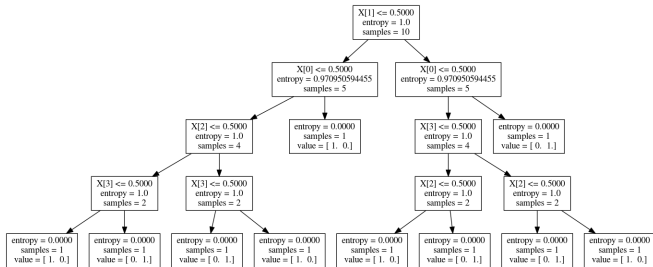 X[1] <= 0.5000
entropy = 1.0
samples = 10
X[0] <= 0.5000
entropy = 0.970950594455
samples = 5
X[0] <= 0.5000
entropy = 0.970950594455
samples = 5
X[2] <= 0.5000
entropy = 1.0
samples = 4
entropy = 0.0000
samples = 1
value = [ 1. 0.]
X[3] <= 0.5000
entropy = 1.0
samples = 4
entropy = 0.0000
samples = 1
value = [ 0. 1.]
X[3] <= 0.5000
entropy = 1.0
samples = 2
X[3] <= 0.5000
entropy = 1.0
samples = 2
X[2] <= 0.5000
entropy = 1.0
samples = 2
X[2] <= 0.5000
entropy = 1.0
samples = 2
entropy = 0.0000
samples = 1
value = [ 1. 0.]
entropy = 0.0000
samples = 1
value = [ 0. 1.]
entropy = 0.0000
samples = 1
value = [ 0. 1.]
entropy = 0.0000
samples = 1
value = [ 1. 0.]
entropy = 0.0000
samples = 1
value = [ 1. 0.]
entropy = 0.0000
samples = 1
value = [ 0. 1.]
entropy = 0.0000
samples = 1
value = [ 0. 1.]
entropy = 0.0000
samples = 1
value = [ 1. 0.]